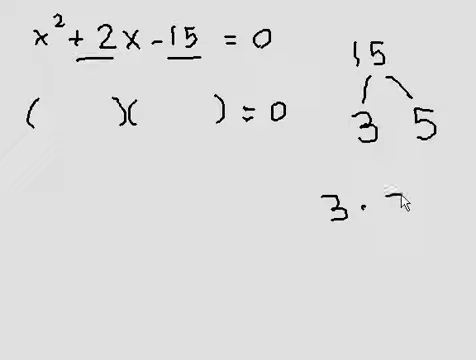 x² + 2x - 15 = 0
( )( ) = 0
15
3 5
3 ·